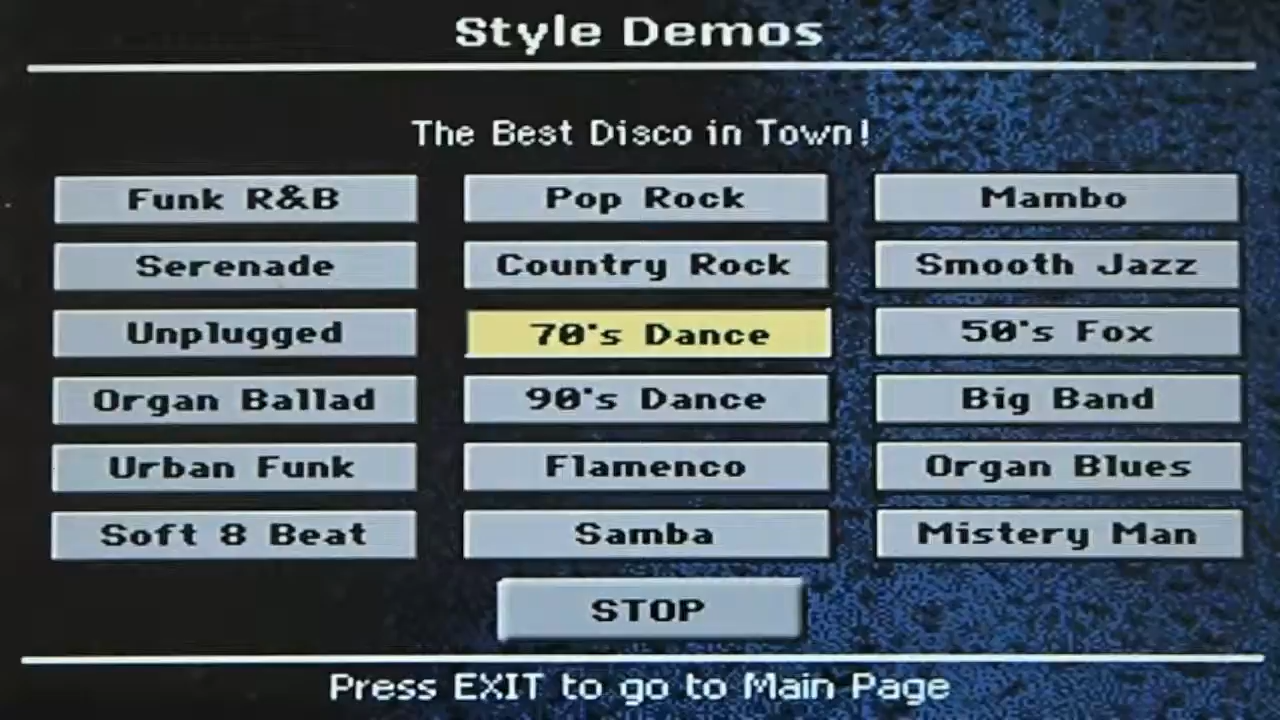 Style Demos
The Best Disco in Town!
Funk R&B Pop Rock Mambo
Serenade Country Rock Smooth Jazz
Unplugged 70's Dance 50's Fox
Organ Ballad 90's Dance Big Band
Urban Funk Flamenco Organ Blues
Soft 8 Beat Samba Mistery Man
STOP
Press EXIT to go to Main Page